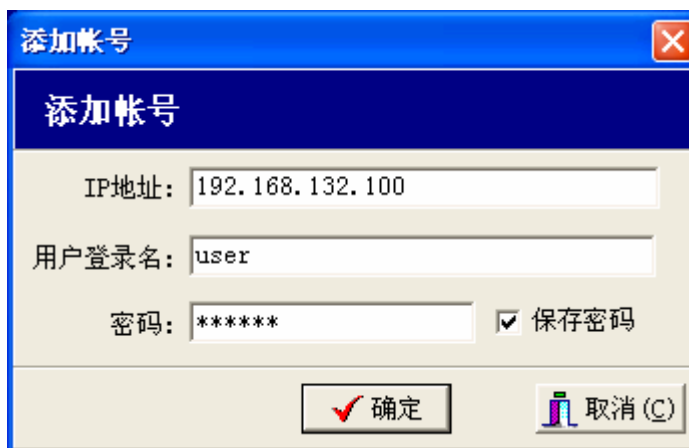 添加帐号
添加帐号
IP地址: 192.168.132.100
用户登录名: user
密码: ****** 保存密码
确定 取消(C)